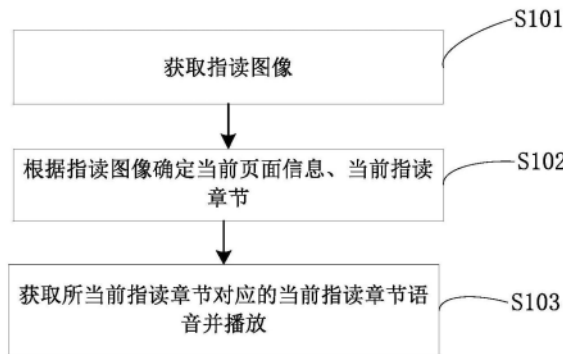 S101
获取指读图像
根据指读图像确定当前页面信息、当前指读
章节
S102
获取所当前指读章节对应的当前指读章节语
音并播放
S103